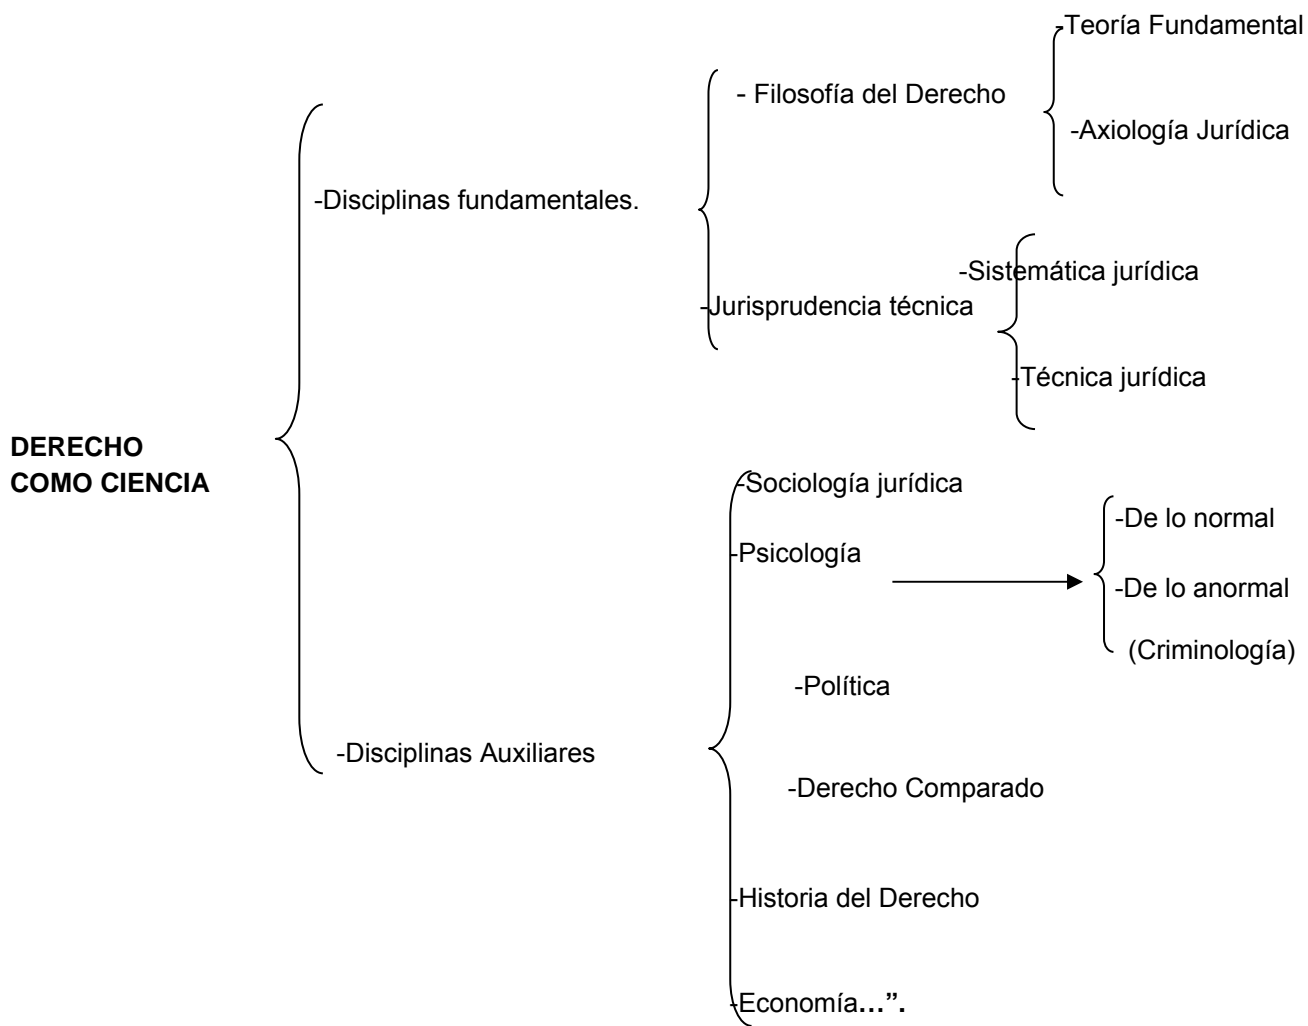 -Teoría Fundamental
- Filosofía del Derecho
-Axiología Jurídica
-Disciplinas fundamentales.
-Sistemática jurídica
-Jurisprudencia técnica
-Técnica jurídica
DERECHO
COMO CIENCIA
-Sociología jurídica
-De lo normal
-Psicología
-De lo anormal
(Criminología)
-Política
-Disciplinas Auxiliares
-Derecho Comparado
-Historia del Derecho
-Economía…”.